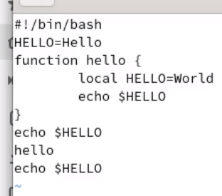 #!/bin/bash
HELLO=Hello
function hello {
        local HELLO=World
        echo $HELLO
}
echo $HELLO
hello
echo $HELLO
~